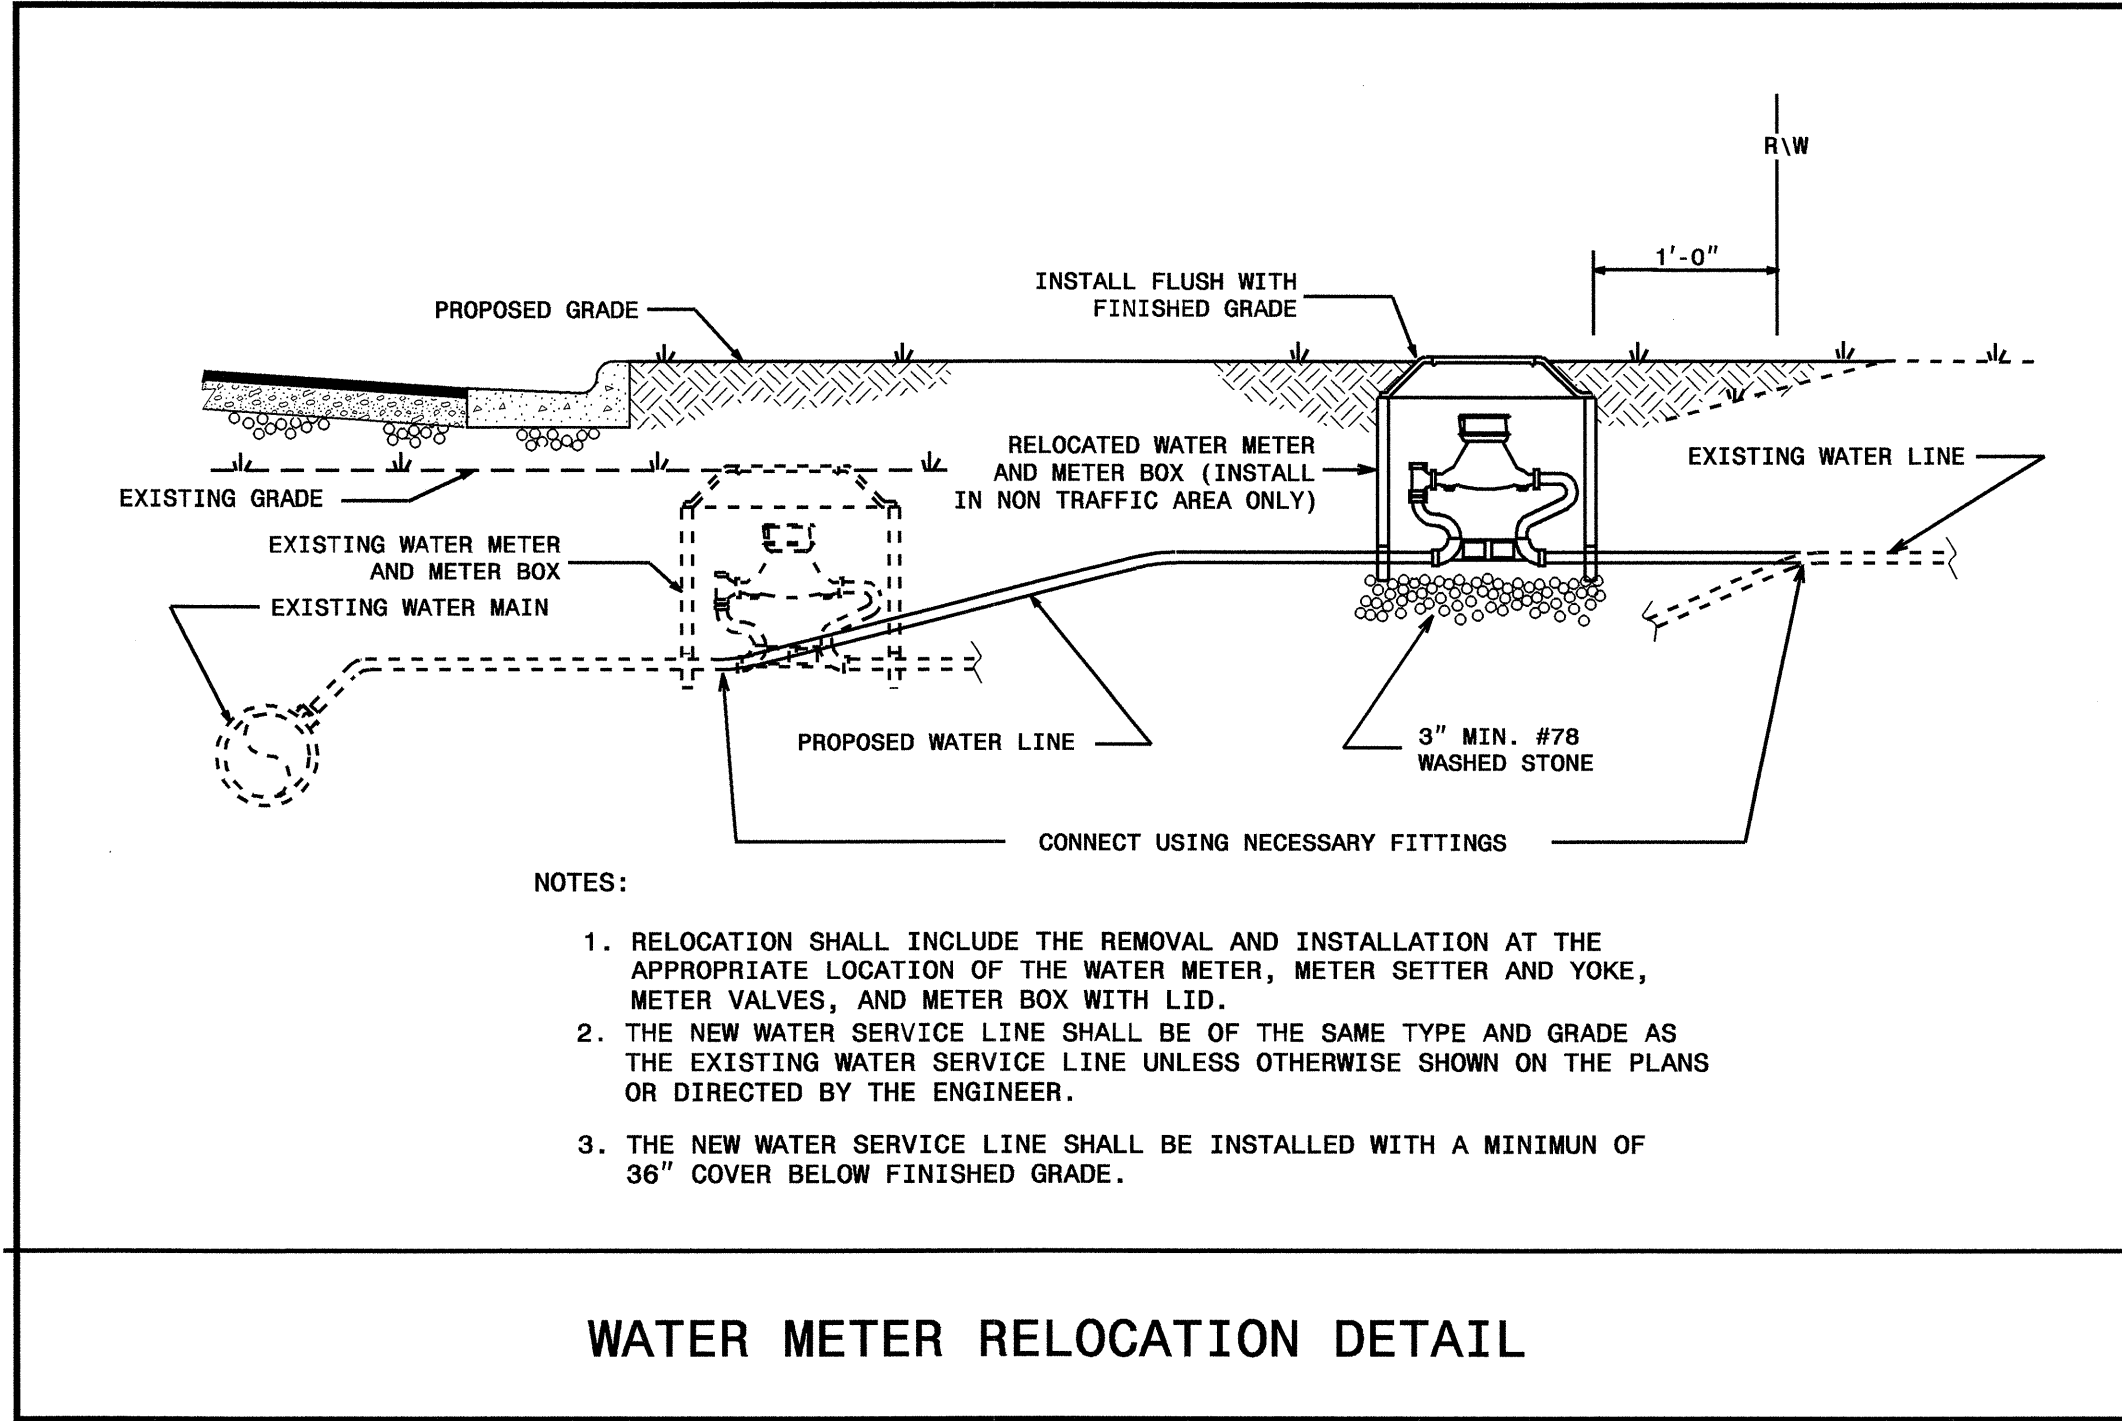 R\W
1'-0"
INSTALL FLUSH WITH
FINISHED GRADE
PROPOSED GRADE
RELOCATED WATER METER
AND METER BOX (INSTALL
IN NON TRAFFIC AREA ONLY)
EXISTING WATER LINE
EXISTING GRADE
EXISTING WATER METER
AND METER BOX
EXISTING WATER MAIN
PROPOSED WATER LINE
3" MIN. #78
WASHED STONE
CONNECT USING NECESSARY FITTINGS
NOTES:
1. RELOCATION SHALL INCLUDE THE REMOVAL AND INSTALLATION AT THE
APPROPRIATE LOCATION OF THE WATER METER, METER SETTER AND YOKE,
METER VALVES, AND METER BOX WITH LID.
2. THE NEW WATER SERVICE LINE SHALL BE OF THE SAME TYPE AND GRADE AS
THE EXISTING WATER SERVICE LINE UNLESS OTHERWISE SHOWN ON THE PLANS
OR DIRECTED BY THE ENGINEER.
3. THE NEW WATER SERVICE LINE SHALL BE INSTALLED WITH A MINIMUN OF
36" COVER BELOW FINISHED GRADE.
WATER METER RELOCATION DETAIL